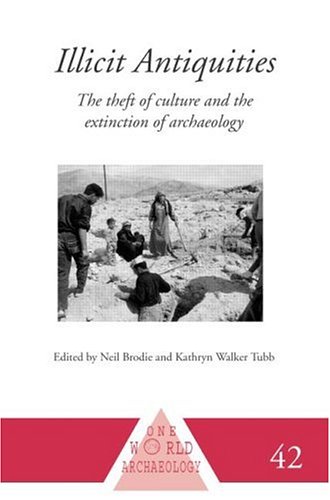 Illicit Antiquities
The theft of culture and the
extinction of archaeology
Edited by Neil Brodie and Kathryn Walker Tubb
ONE
WORLD
ARCHAEOLOGY
42